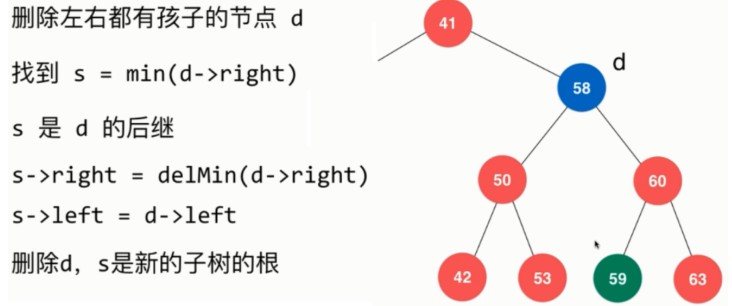 删除左右都有孩子的节点 d
找到 s = min(d->right)
s 是 d 的后继
s->right = delMin(d->right)
s->left = d->left
删除d, s是新的子树的根
41
d
58
50
60
42
53
59
63